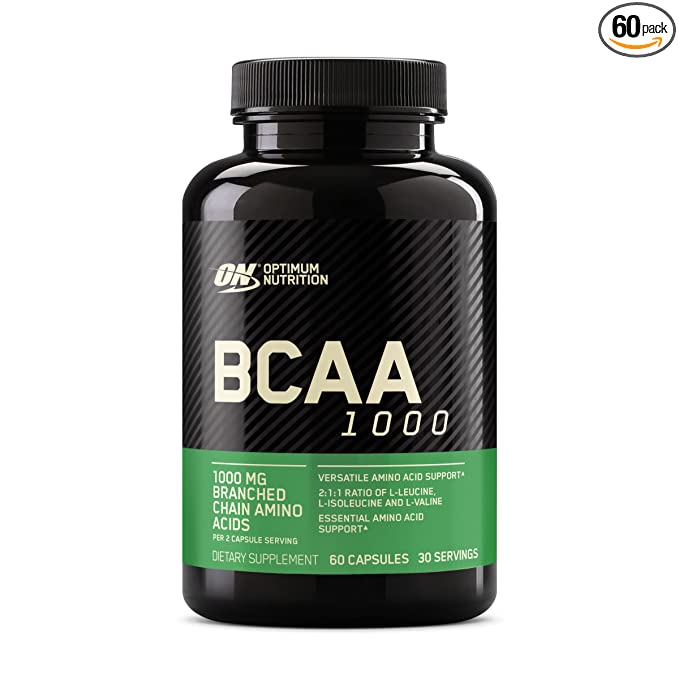 60 pack
ON® OPTIMUM
NUTRITION
BCAA
1000
1000 MG
BRANCHED
CHAIN AMINO
ACIDS
PER 2 CAPSULE SERVING
VERSATILE AMINO ACID SUPPORT▲
2:1:1 RATIO OF L-LEUCINE,
L-ISOLEUCINE AND L-VALINE
ESSENTIAL AMINO ACID
SUPPORT▲
DIETARY SUPPLEMENT 60 CAPSULES 30 SERVINGS